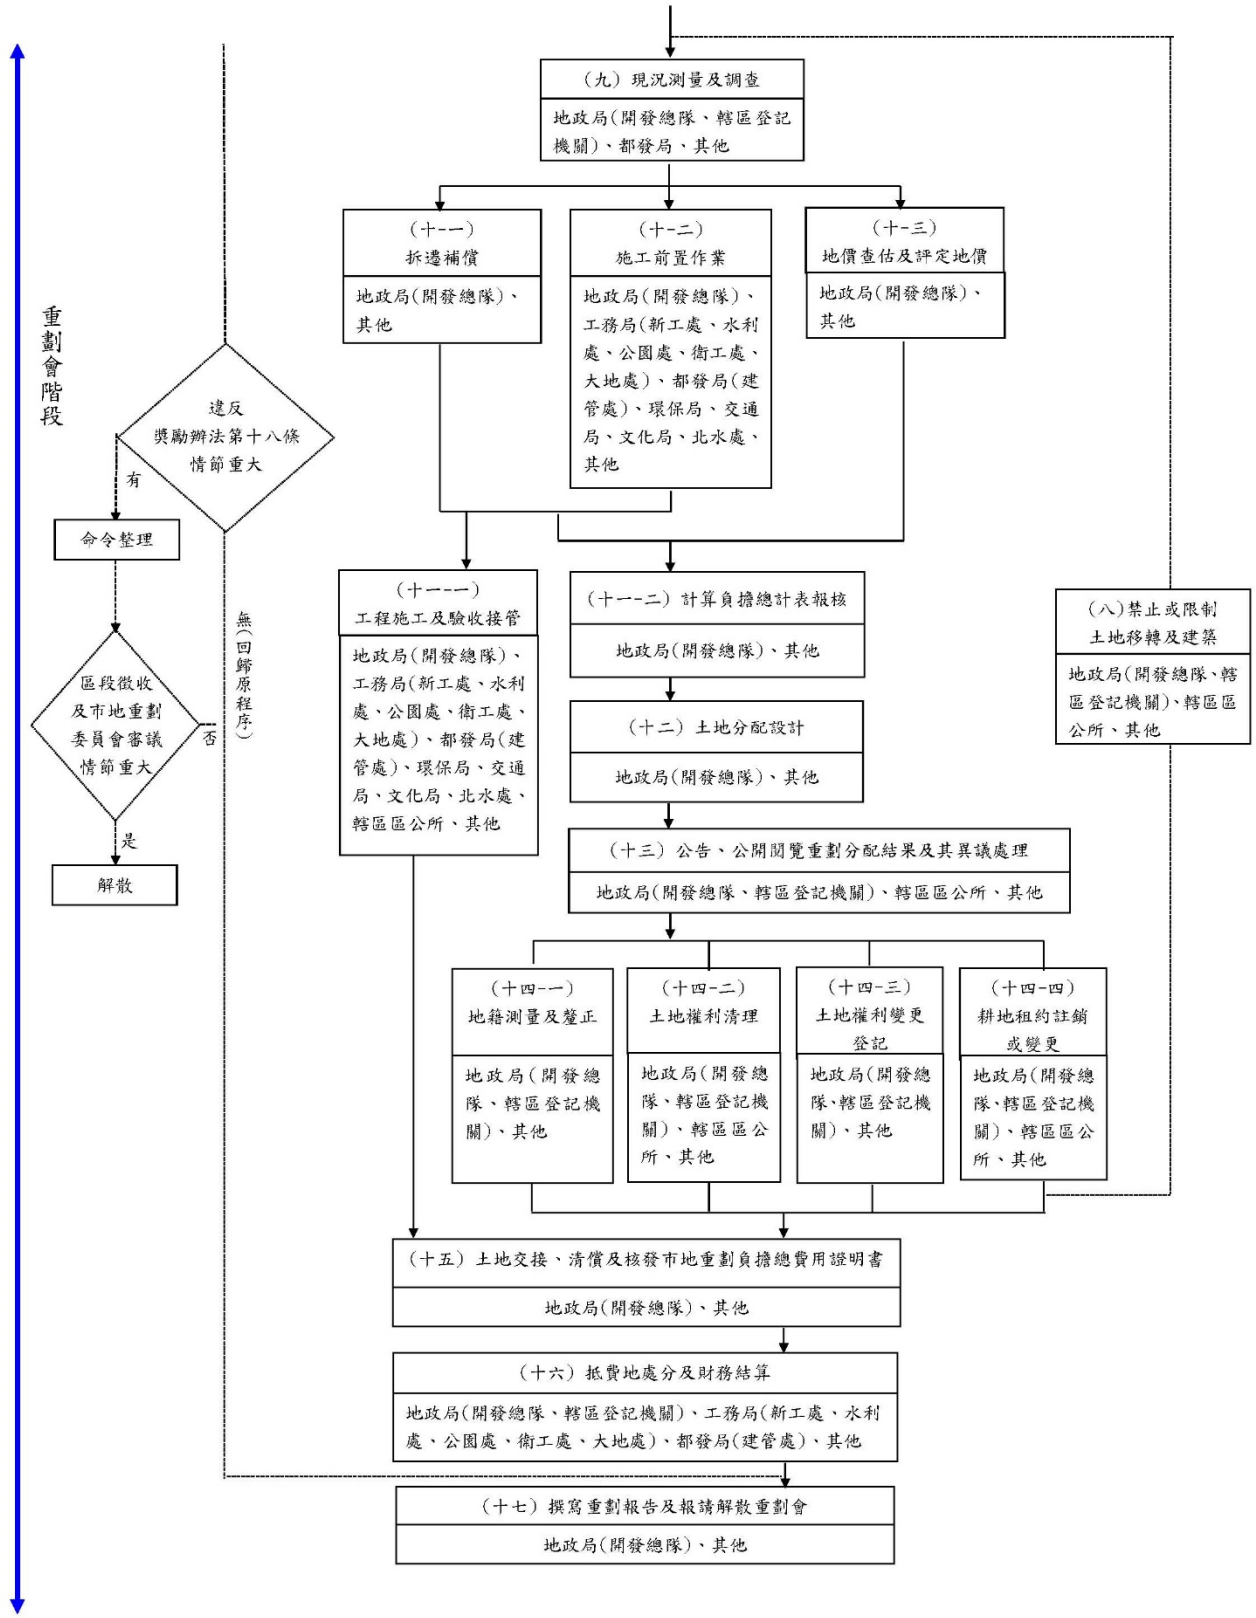 重劃會階段
(九)現況測量及調查
地政局(開發總隊、轄區登記
機關)、都發局、其他
(十-一)
拆遷補償
地政局(開發總隊)、
其他
(十-二)
施工前置作業
地政局(開發總隊)、
工務局(新工處、水利
處、公園處、衛工處、
大地處)、都發局(建
管處)、環保局、交通
局、文化局、北水處、
其他
(十-三)
地價查估及評定地價
地政局(開發總隊)、
其他
違反
獎勵辦法第十八條
情節重大
有
命令整理
無(回歸原程序)
區段徵收
及市地重劃
委員會審議
情節重大
否
是
解散
(十一-一)
工程施工及驗收接管
地政局(開發總隊)、
工務局(新工處、水利
處、公園處、衛工處、
大地處)、都發局(建
管處)、環保局、交通
局、文化局、北水處、
轄區區公所、其他
(十一-二)計算負擔總計表報核
地政局(開發總隊)、其他
(八)禁止或限制
土地移轉及建築
地政局(開發總隊、轄
區登記機關)、轄區區
公所、其他
(十二)土地分配設計
地政局(開發總隊)、其他
(十三)公告、公開閱覽重劃分配結果及其異議處理
地政局(開發總隊、轄區登記機關)、轄區區公所、其他
(十四-一)
地籍測量及釐正
地政局(開發總
隊、轄區登記機
關)、其他
(十四-二)
土地權利清理
地政局(開發總
隊、轄區登記機
關)、轄區區公
所、其他
(十四-三)
土地權利變更
登記
地政局(開發總
隊、轄區登記機
關)、其他
(十四-四)
耕地租約註銷
或變更
地政局(開發總
隊、轄區登記機
關)、轄區區公
所、其他
(十五)土地交接、清償及核發市地重劃負擔總費用證明書
地政局(開發總隊)、其他
(十六)抵費地處分及財務結算
地政局(開發總隊、轄區登記機關)、工務局(新工處、水利
處、公園處、衛工處、大地處)、都發局(建管處)、其他
(十七)撰寫重劃報告及報請解散重劃會
地政局(開發總隊)、其他